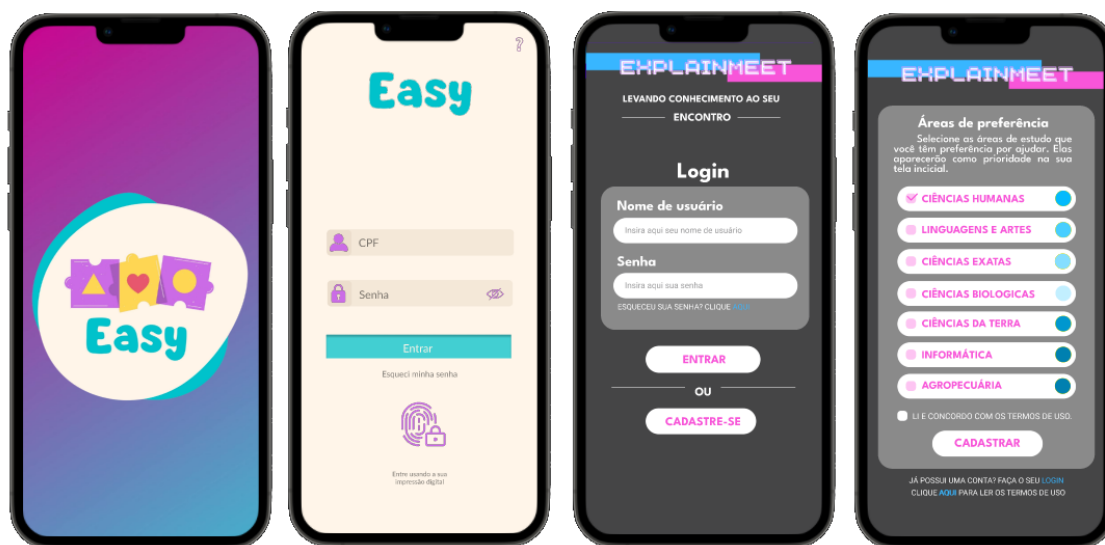 Easy
?
Easy
CPF
Senha
Entrar
Esqueci minha senha
Entre usando a sua
impressão digital
EXPLAINMEET
LEVANDO CONHECIMENTO AO SEU
ENCONTRO
Login
Nome de usuário
Insira aqui seu nome de usuário
Senha
Insira aqui sua senha
ESQUECEU SUA SENHA? CLIQUE AQUI
ENTRAR
OU
CADASTRE-SE
EXPLAINMEET
Áreas de preferência
Selecione as áreas de estudo que
você têm preferência por ajudar. Elas
aparecerão como prioridade na sua
tela incicial.
CIÊNCIAS HUMANAS
LINGUAGENS E ARTES
CIÊNCIAS EXATAS
CIÊNCIAS BIOLOGICAS
CIÊNCIAS DA TERRA
INFORMÁTICA
AGROPECUÁRIA
LI E CONCORDO COM OS TERMOS DE USO.
CADASTRAR
JÁ POSSUI UMA CONTA? FAÇA O SEU LOGIN
CLIQUE AQUI PARA LER OS TERMOS DE USO